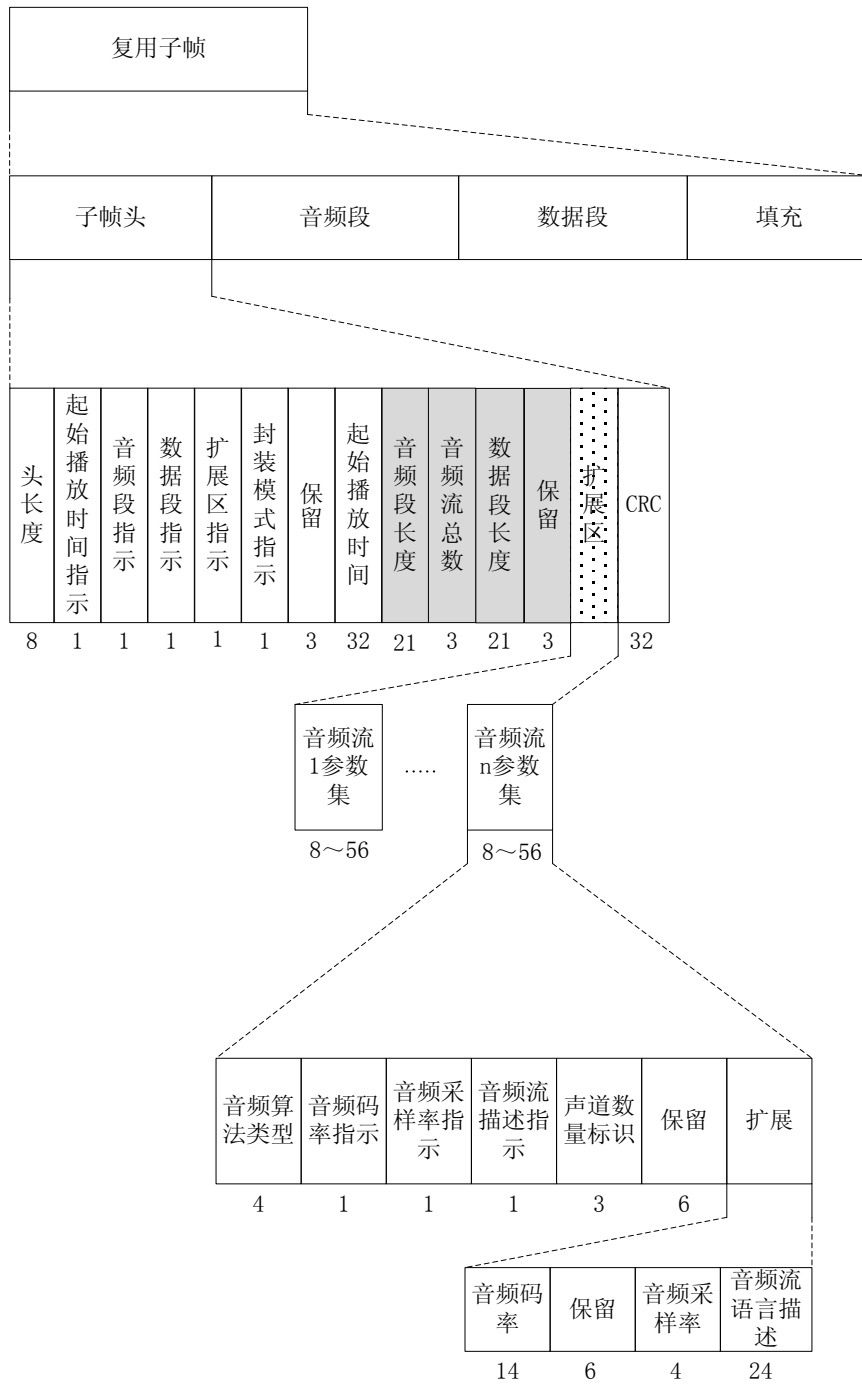 复用子帧
子帧头 音频段 数据段 填充
头长度 起始播放时间指示 音频段指示 数据段指示 扩展区指示 封装模式指示 保留 起始播放时间 音频段长度 音频流总数 数据段长度 保留 扩展区 CRC
8 1 1 1 1 1 3 32 21 3 21 3 32
音频流
1参数
集
.....
音频流
n参数
集
8～56 8～56
音频算
法类型
音频码
率指示
音频采
样率指
示
音频流
描述指
示
声道数
量标识
保留
扩展
4 1 1 1 3 6
音频码
率
保留
音频采
样率
音频流
语言描
述
14 6 4 24